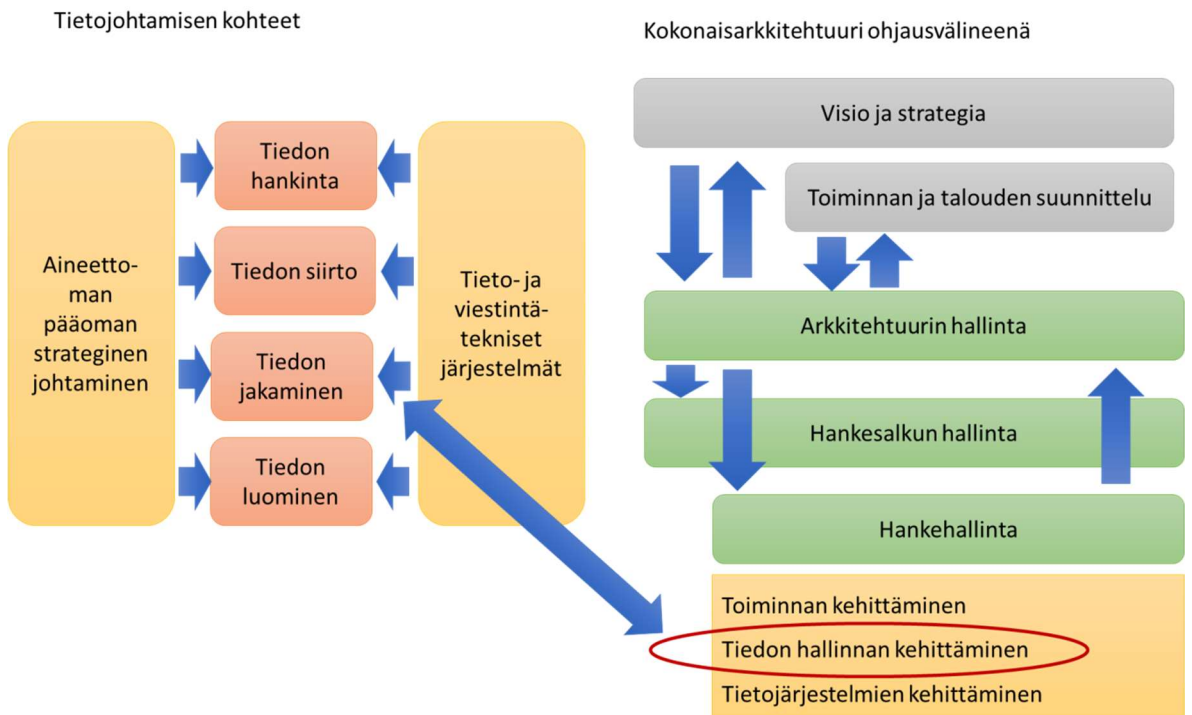 Tietojohtamisen kohteet
Aineetto-
man
pääoman
strateginen
johtaminen
Tiedon
hankinta
Tiedon siirto
Tiedon
jakaminen
Tiedon
luominen
Tieto- ja
viestintä-
tekniset
järjestelmät
Kokonaisarkkitehtuuri ohjausvälineenä
Visio ja strategia
Toiminnan ja talouden suunnittelu
Arkkitehtuurin hallinta
Hankesalkun hallinta
Hankehallinta
Toiminnan kehittäminen
Tiedon hallinnan kehittäminen
Tietojärjestelmien kehittäminen